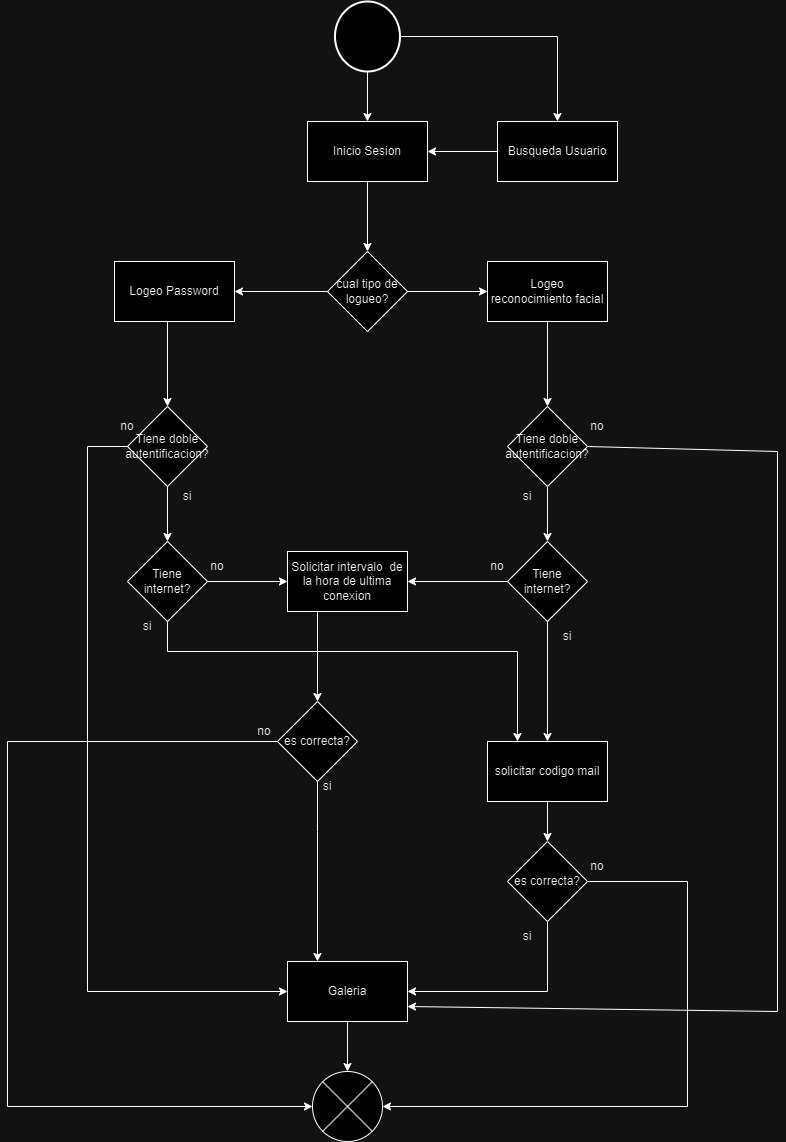 Inicio Sesion
Busqueda Usuario
Logeo Password
cual tipo de
logueo?
Logeo
reconocimiento facial
no
Tiene doble
autentificacion?
si
Tiene doble
autentificacion?
no
si
Tiene
internet?
no
si
Solicitar intervalo  de
la hora de ultima
conexion
no
Tiene
internet?
si
no
es correcta?
si
solicitar codigo mail
es correcta?
no
si
Galeria